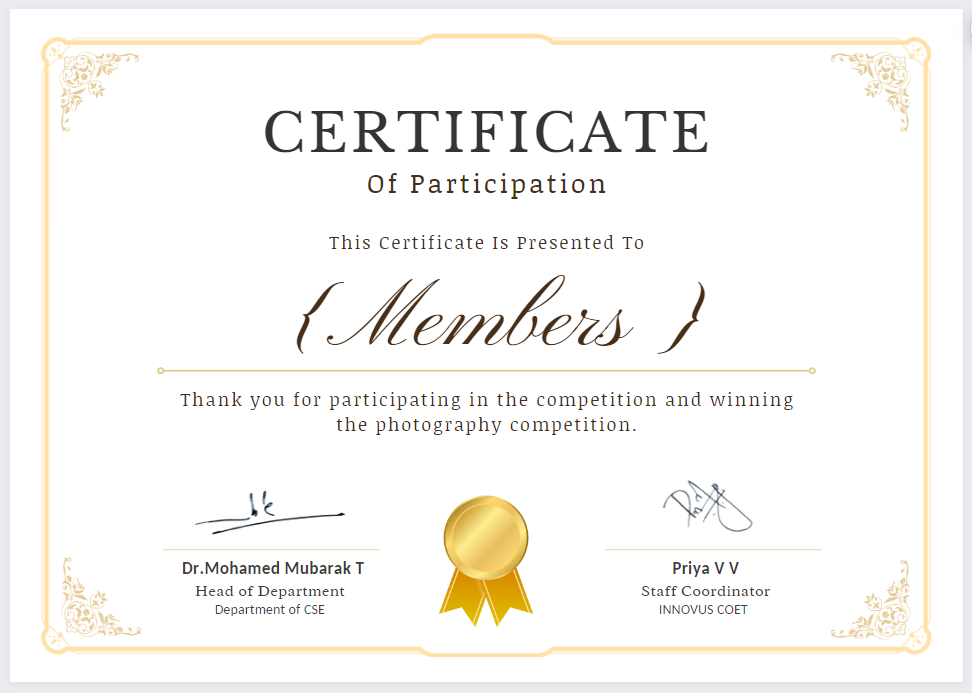 CERTIFICATE
Of Participation
This Certificate Is Presented To
{ Members }
Thank you for participating in the competition and winning
the photography competition.
Dr.Mohamed Mubarak T
Head of Department
Department of CSE
Priya V V
Staff Coordinator
INNOVUS COET